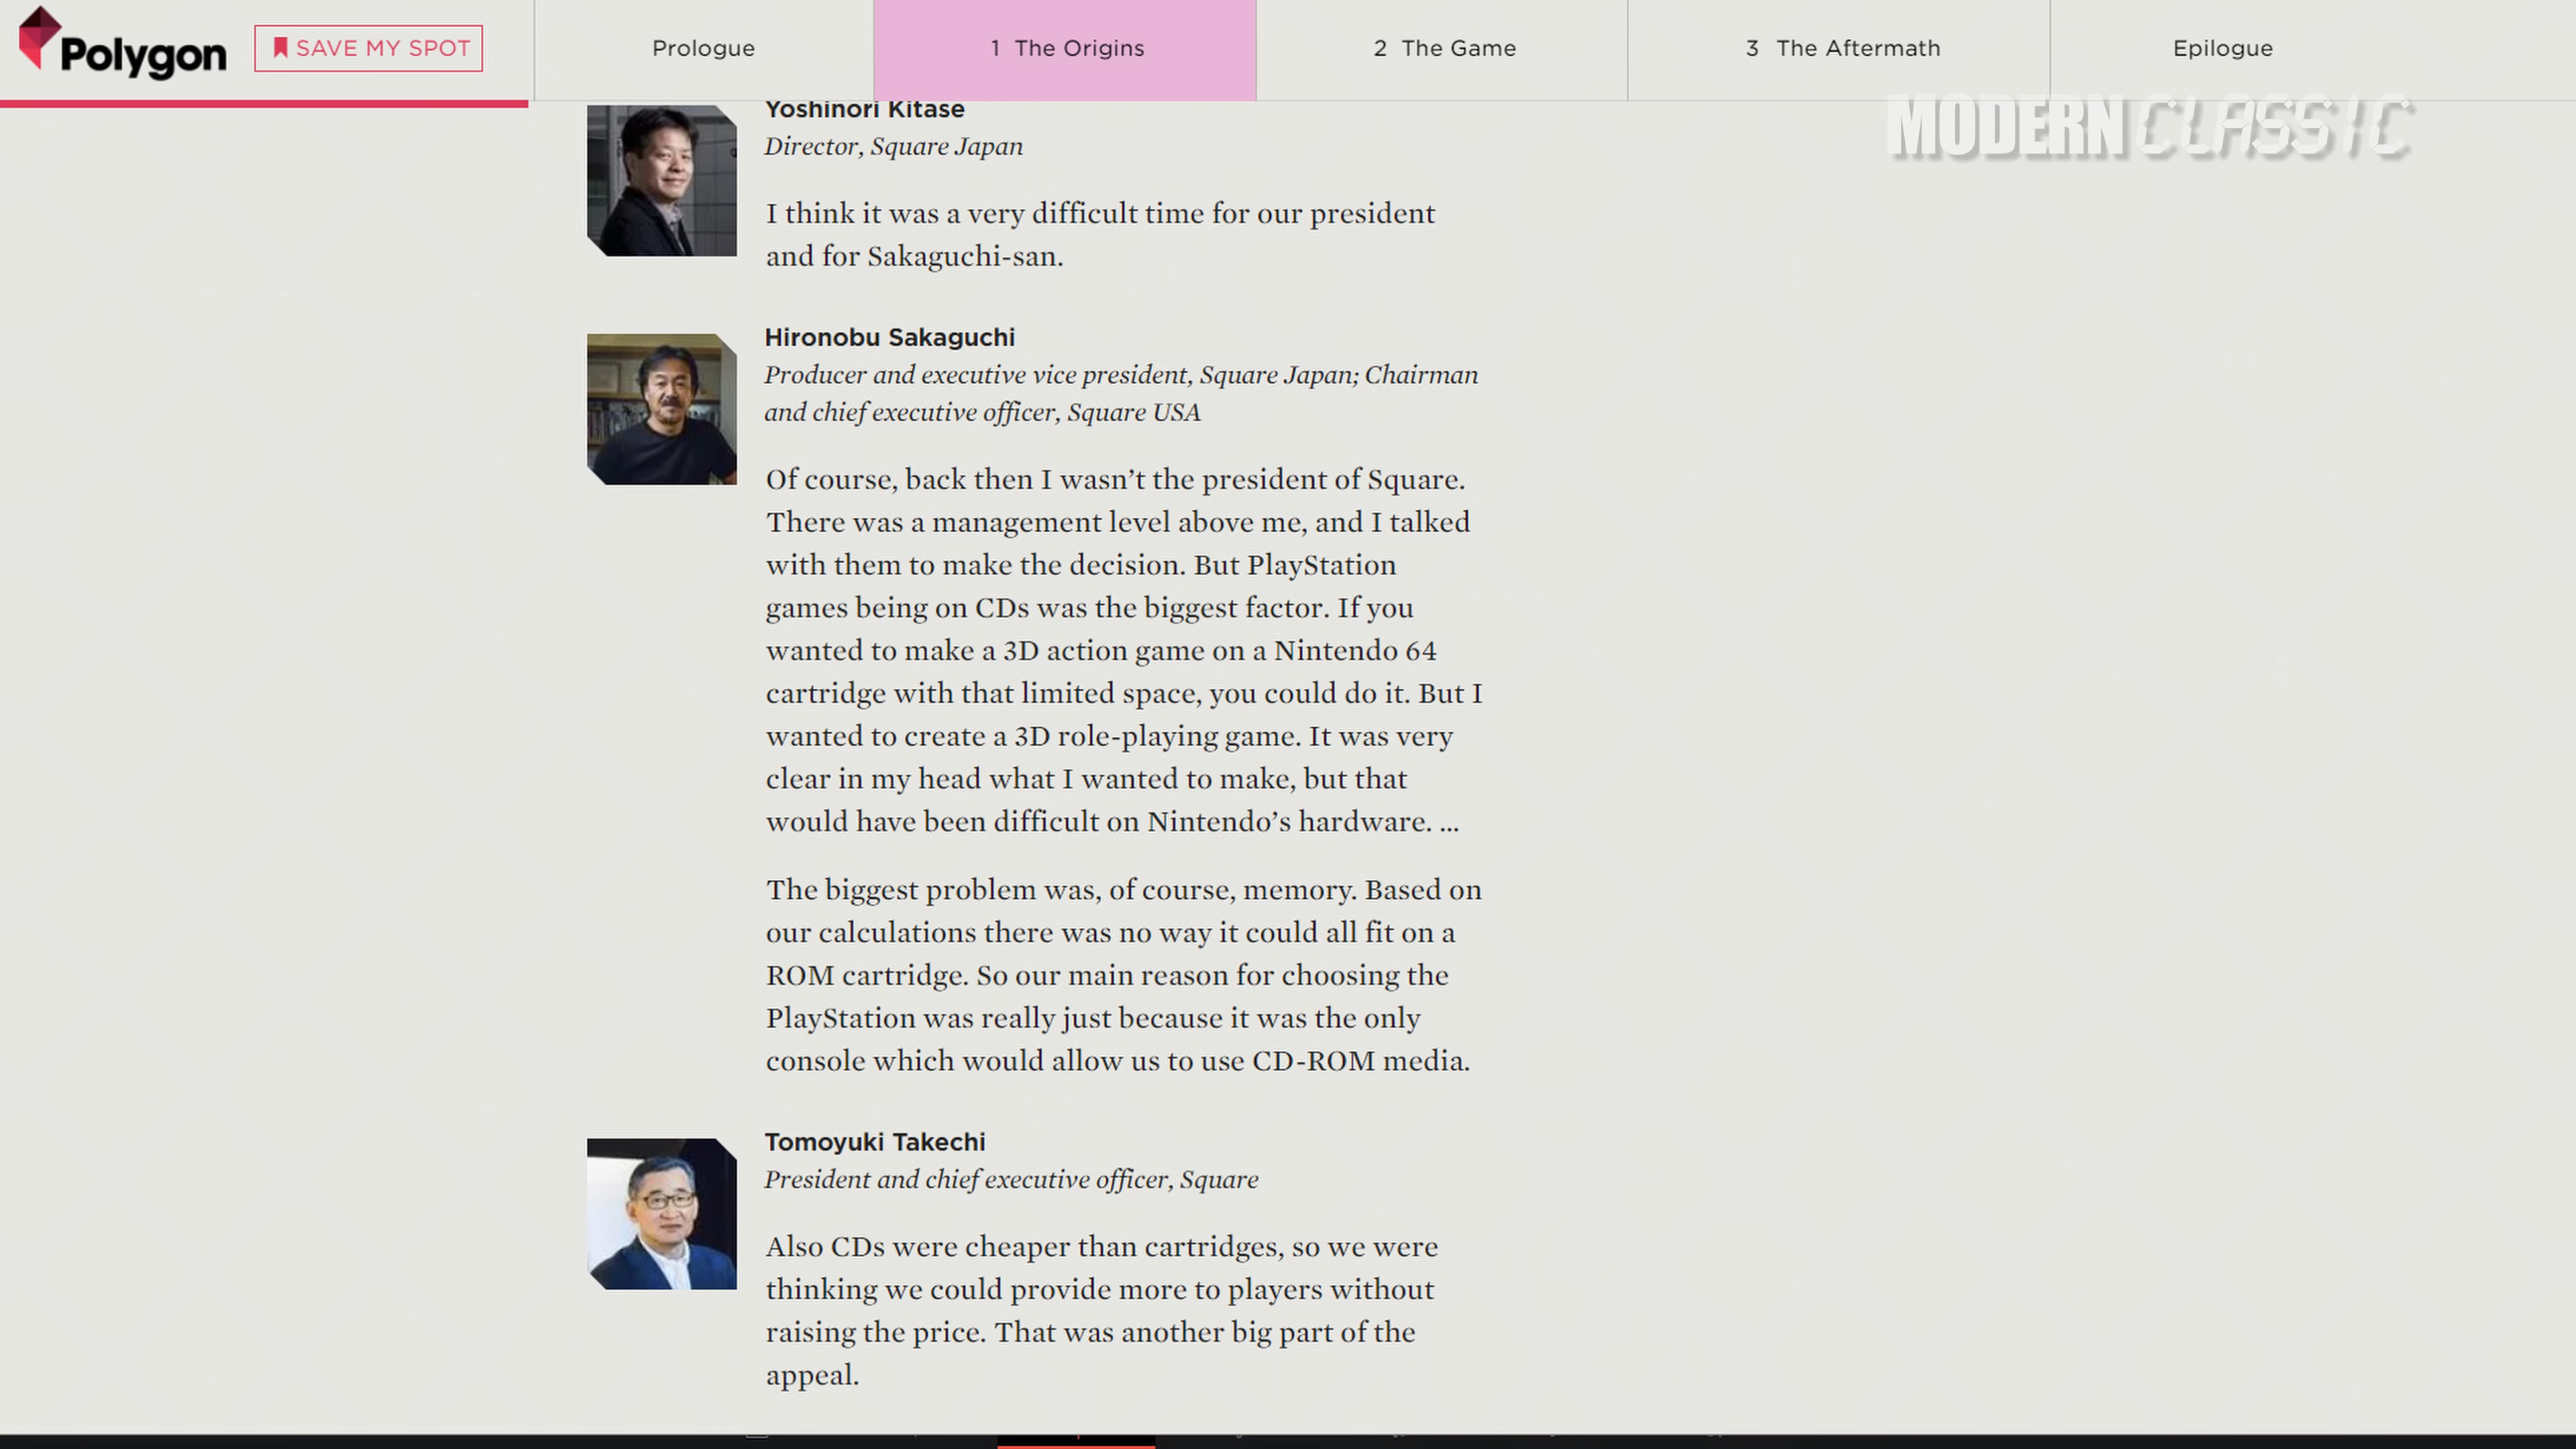 Polygon
SAVE MY SPOT
Prologue
1 The Origins
2 The Game
3 The Aftermath
Epilogue
MODERN CLASSIC
Yoshinori Kitase
Director, Square Japan
I think it was a very difficult time for our president
and for Sakaguchi-san.
Hironobu Sakaguchi
Producer and executive vice president, Square Japan; Chairman
and chief executive officer, Square USA
Of course, back then I wasn’t the president of Square.
There was a management level above me, and I talked
with them to make the decision. But PlayStation
games being on CDs was the biggest factor. If you
wanted to make a 3D action game on a Nintendo 64
cartridge with that limited space, you could do it. But I
wanted to create a 3D role-playing game. It was very
clear in my head what I wanted to make, but that
would have been difficult on Nintendo’s hardware. ...
The biggest problem was, of course, memory. Based on
our calculations there was no way it could all fit on a
ROM cartridge. So our main reason for choosing the
PlayStation was really just because it was the only
console which would allow us to use CD-ROM media.
Tomoyuki Takechi
President and chief executive officer, Square
Also CDs were cheaper than cartridges, so we were
thinking we could provide more to players without
raising the price. That was another big part of the
appeal.